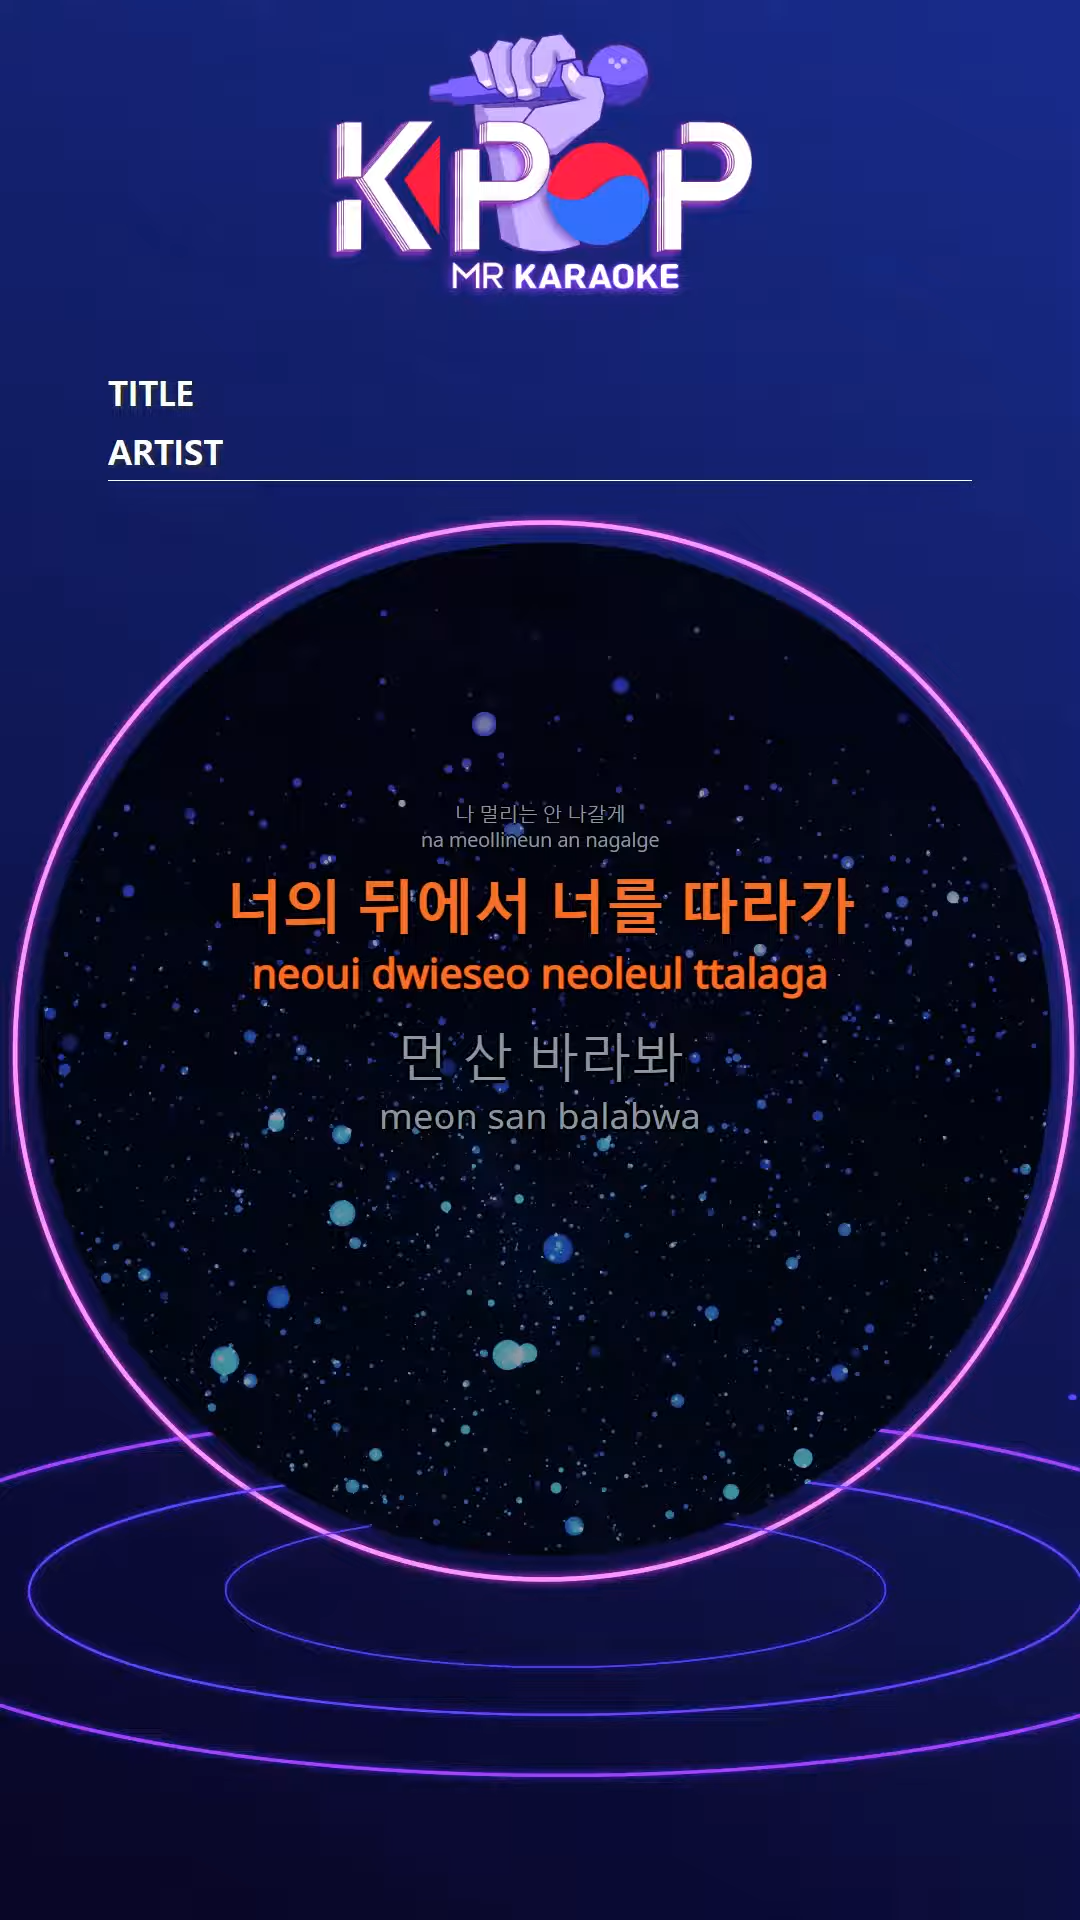 KPOP
MR KARAOKE
TITLE
ARTIST
나 멀리는 안 나갈게
na meollineun an nagalge
너의 뒤에서 너를 따라가
neoui dwieseo neoleul ttalaga
먼 산 바라봐
meon san balabwa